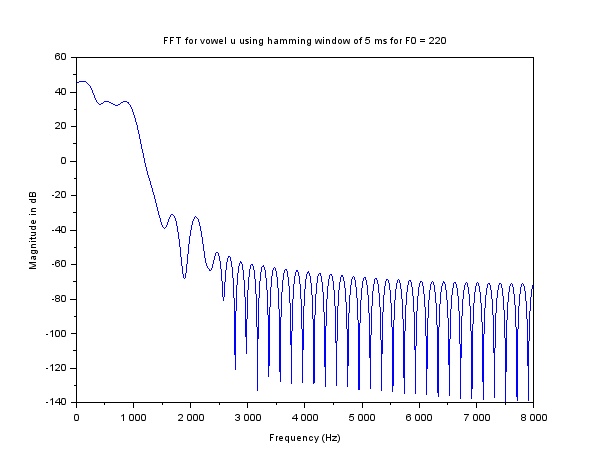 FFT for vowel u using hamming window of 5 ms for F0 = 220
60
40
20
0
-20
-40
-60
-80
-100
-120
-140
Magnitude in dB
0 1 000 2 000 3 000 4 000 5 000 6 000 7 000 8 000
Frequency (Hz)